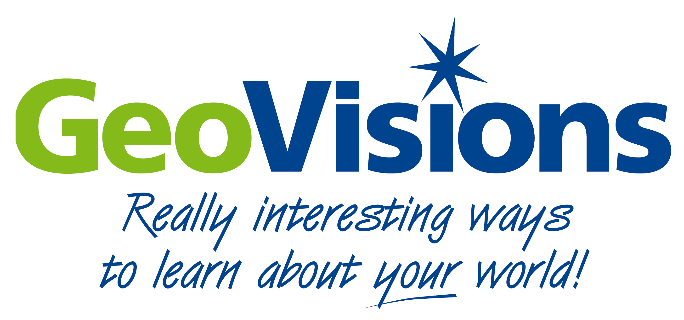 GeoVisions
Really interesting ways
to learn about your world!